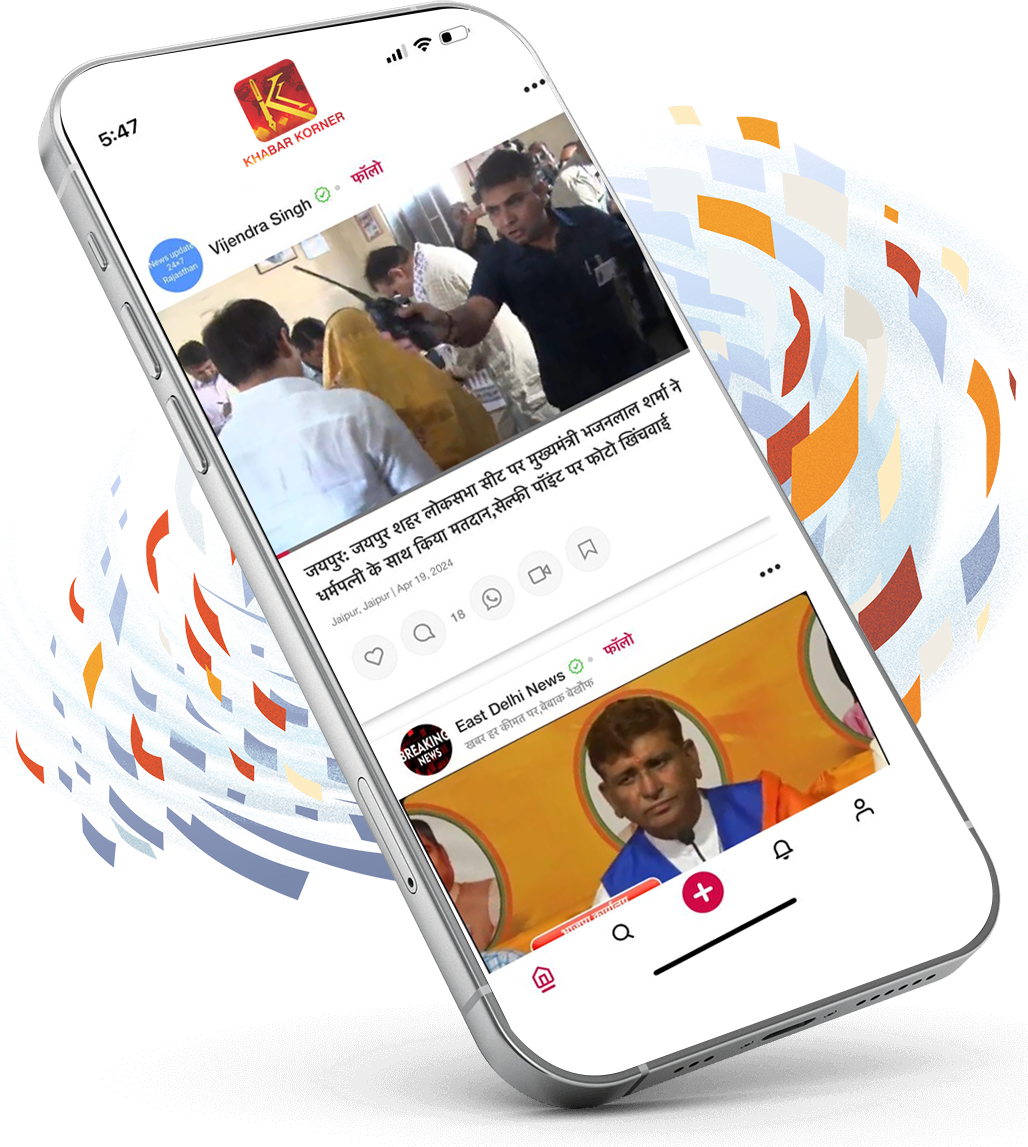 5:47
KHABAR KORNER
News update
24×7
Rajasthan
Vijendra Singh
फॉलो
जयपुर: जयपुर शहर लोकसभा सीट पर मुख्यमंत्री भजनलाल शर्मा ने
धर्मपत्नी के साथ किया मतदान,सेल्फी पॉइंट पर फोटो खिंचवाई
Jaipur, Jaipur | Apr 19, 2024
18
BREAKING
NEWS
East Delhi News
फॉलो
खबर हर कीमत पर,बेबाक बेखौफ